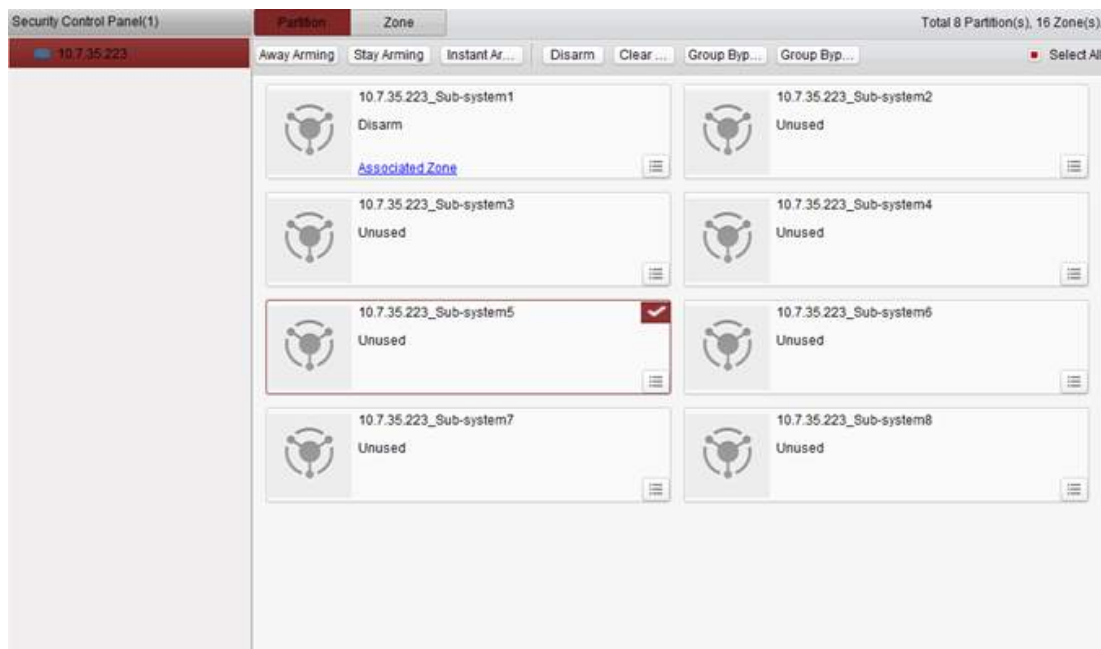 Security Control Panel(1)
Partition Zone Total 8 Partition(s), 16 Zone(s)
10.7.35.223 Away Arming Stay Arming Instant Ar... Disarm Clear ... Group Byp... Group Byp... Select All
10.7.35.223_Sub-system1 10.7.35.223_Sub-system2
Disarm Unused
Associated Zone
10.7.35.223_Sub-system3 10.7.35.223_Sub-system4
Unused Unused
10.7.35.223_Sub-system5 10.7.35.223_Sub-system6
Unused Unused
10.7.35.223_Sub-system7 10.7.35.223_Sub-system8
Unused Unused